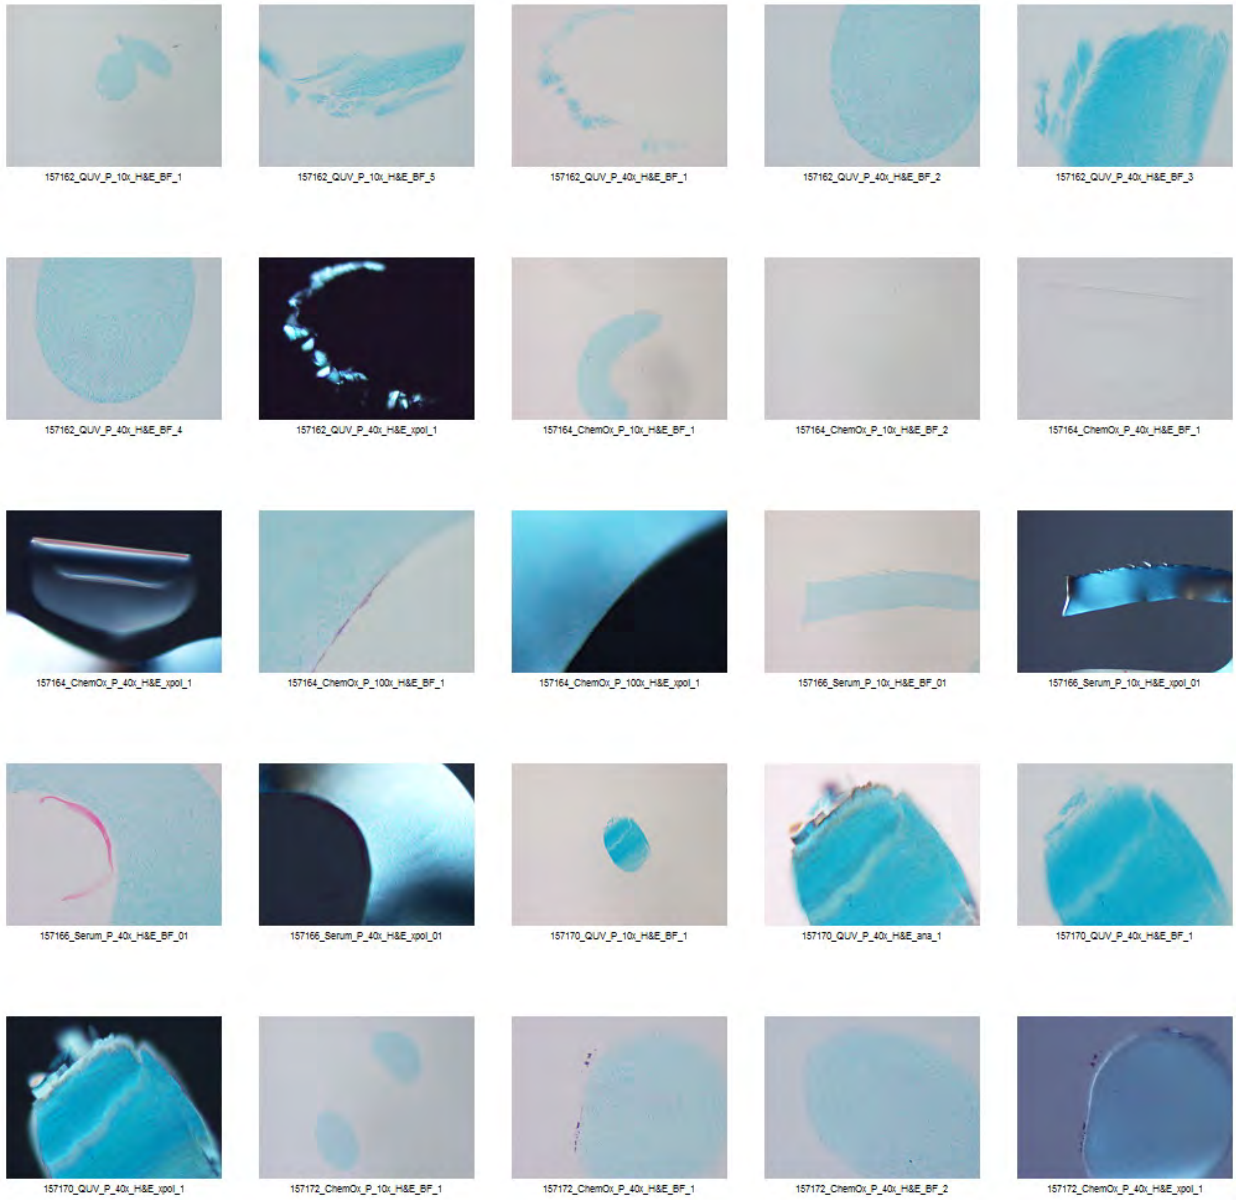 157162_QUV_P_10x_H&E_BF_1
157162_QUV_P_10x_H&E_BF_5
157162_QUV_P_40x_H&E_BF_1
157162_QUV_P_40x_H&E_BF_2
157162_QUV_P_40x_H&E_BF_3
157162_QUV_P_40x_H&E_BF_4
157162_QUV_P_40x_H&E_xpol_1
157164_ChemOx_P_10x_H&E_BF_1
157164_ChemOx_P_10x_H&E_BF_2
157164_ChemOx_P_40x_H&E_BF_1
157164_ChemOx_P_40x_H&E_xpol_1
157164_ChemOx_P_100x_H&E_BF_1
157164_ChemOx_P_100x_H&E_xpol_1
157166_Serum_P_10x_H&E_BF_01
157166_Serum_P_10x_H&E_xpol_01
157166_Serum_P_40x_H&E_BF_01
157166_Serum_P_40x_H&E_xpol_01
157170_QUV_P_10x_H&E_BF_1
157170_QUV_P_40x_H&E_ana_1
157170_QUV_P_40x_H&E_BF_1
157170_QUV_P_40x_H&E_xpol_1
157172_ChemOx_P_10x_H&E_BF_1
157172_ChemOx_P_40x_H&E_BF_1
157172_ChemOx_P_40x_H&E_BF_2
157172_ChemOx_P_40x_H&E_xpol_1